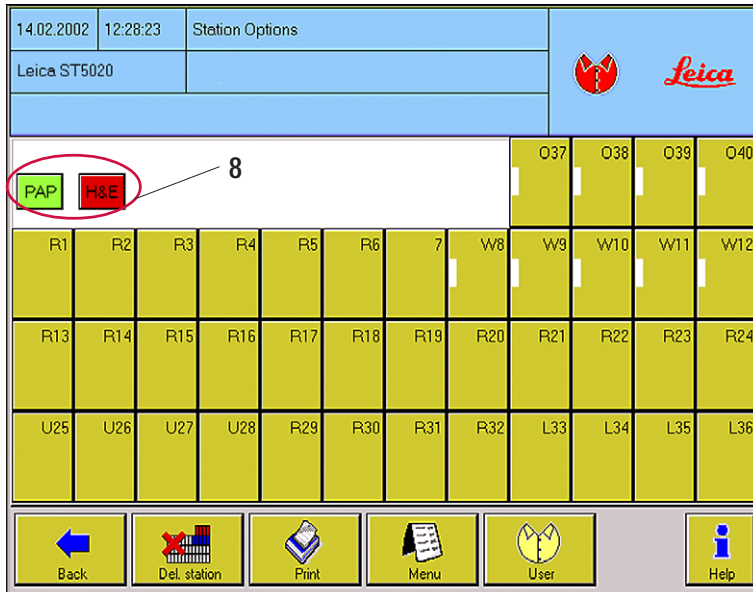 14.02.2002 12:28:23 Station Options
Leica ST5020
Leica
8
PAP H&E
O37 O38 O39 O40
R1 R2 R3 R4 R5 R6 7 W8 W9 W10 W11 W12
R13 R14 R15 R16 R17 R18 R19 R20 R21 R22 R23 R24
U25 U26 U27 U28 R29 R30 R31 R32 L33 L34 L35 L36
Back Del. station Print Menu User Help